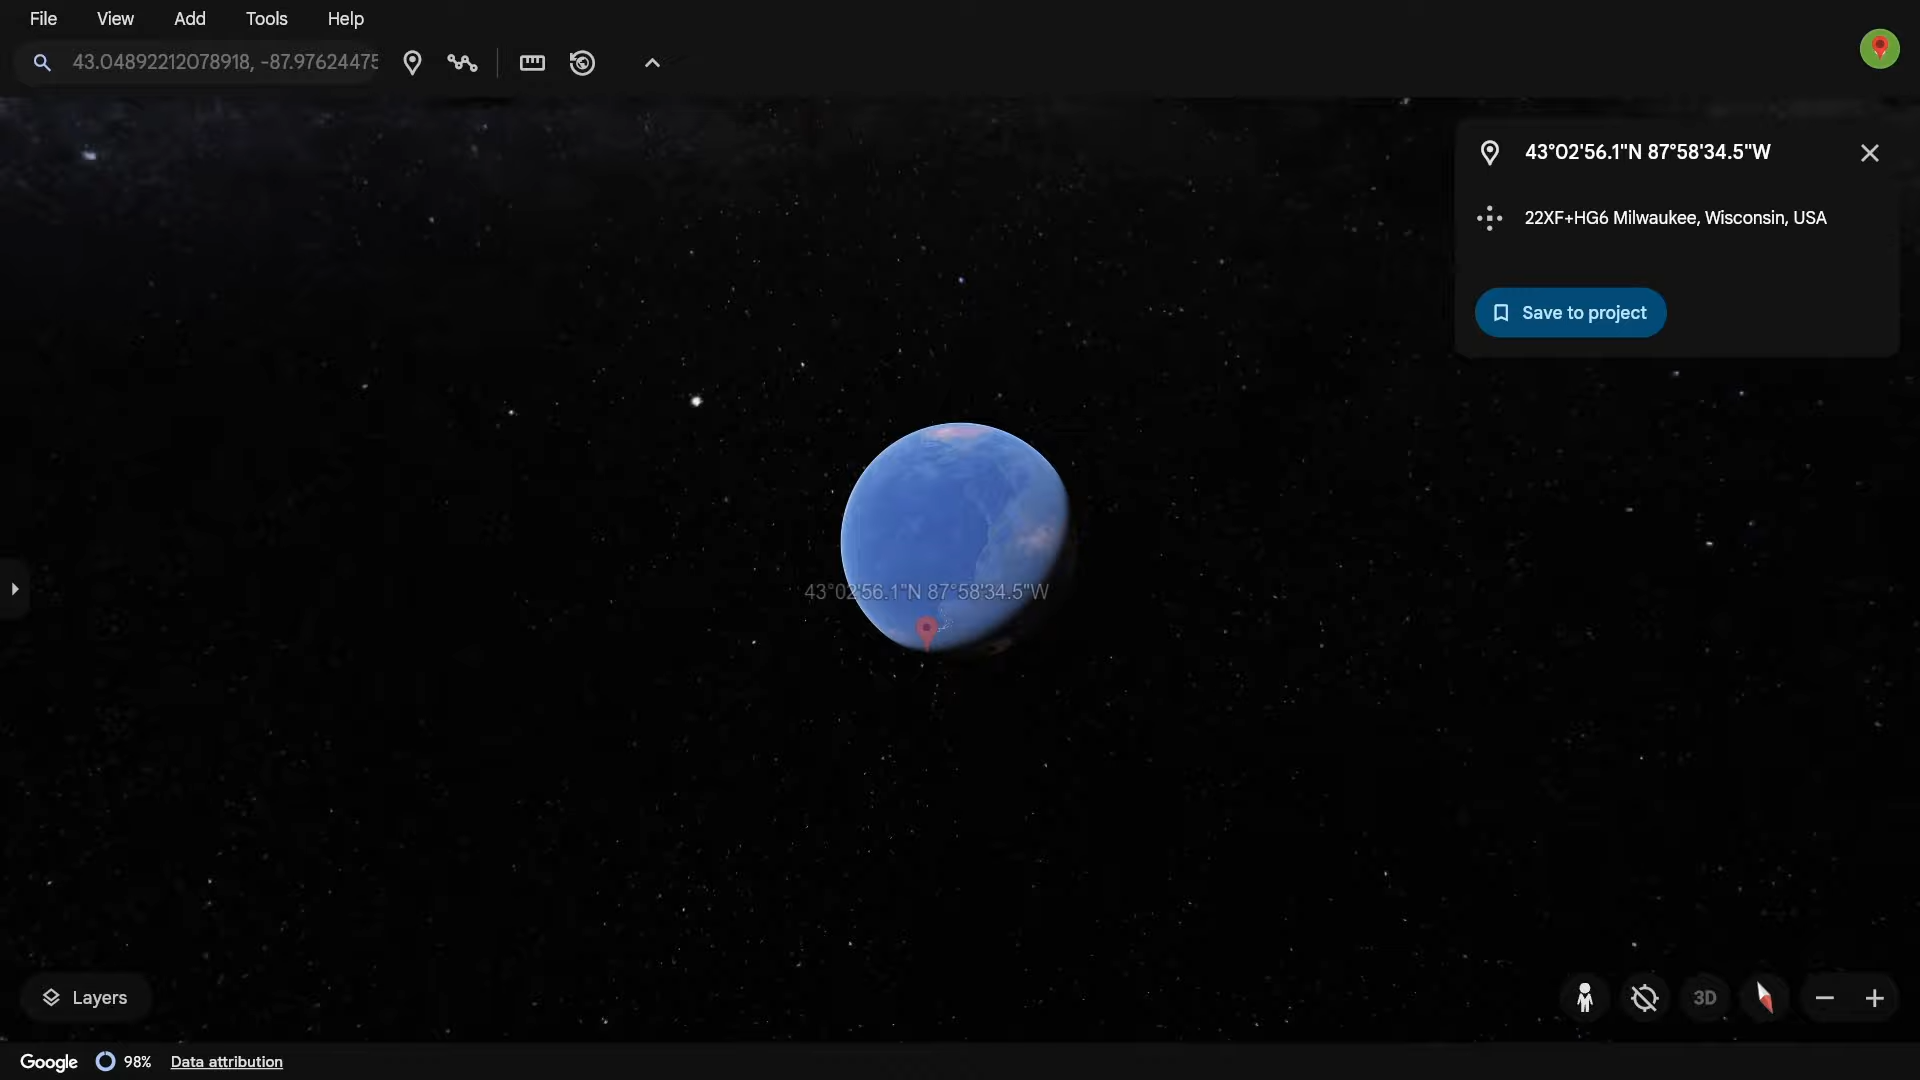 File View Add Tools Help
43.04892212078918, -87.97624475
43°02'56.1"N 87°58'34.5"W
22XF+HG6 Milwaukee, Wisconsin, USA
Save to project
43°02'56.1"N 87°58'34.5"W
Layers
3D
Google 98% Data attribution